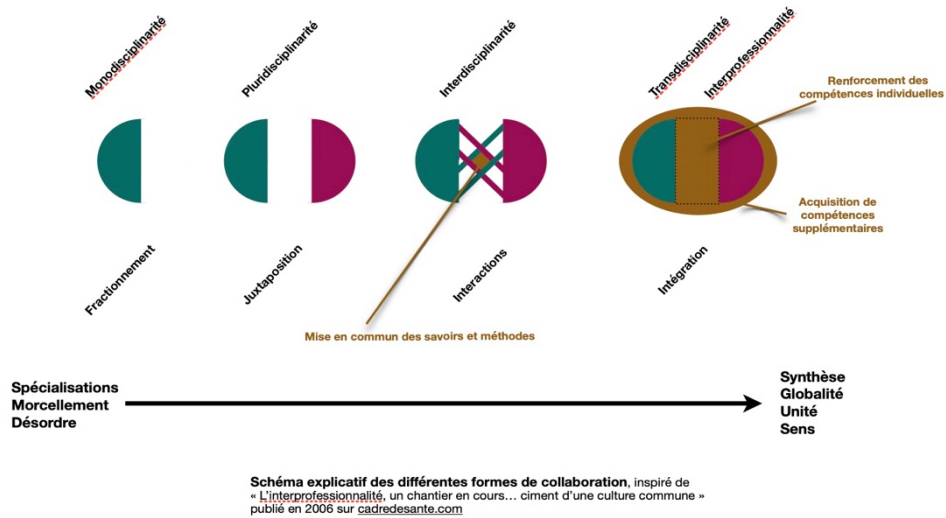 Monodisciplinarité
Pluridisciplinarité
Interdisciplinarité
Transdisciplinarité
Interprofessionnalité
Renforcement des
compétences individuelles
Acquisition de
compétences
supplémentaires
Fractionnement
Juxtaposition
Interactions
Intégration
Mise en commun des savoirs et méthodes
Spécialisations
Morcellement
Désordre
Synthèse
Globalité
Unité
Sens
Schéma explicatif des différentes formes de collaboration, inspiré de
« L'interprofessionnalité, un chantier en cours… ciment d'une culture commune »
publié en 2006 sur cadredesante.com